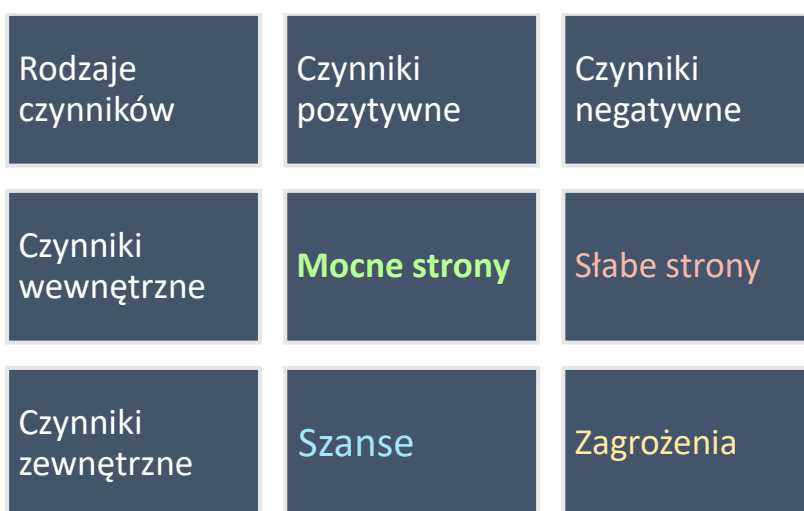 Rodzaje
czynników
Czynniki
pozytywne
Czynniki
negatywne
Czynniki
wewnętrzne
Mocne strony
Słabe strony
Czynniki
zewnętrzne
Szanse
Zagrożenia